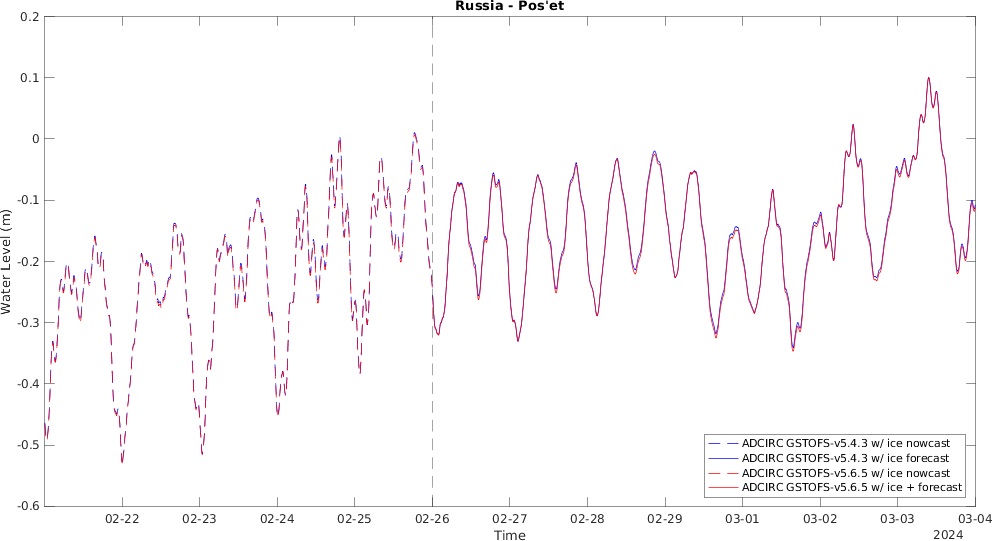 Russia - Pos'et
Water Level (m)
0.2
0.1
0
-0.1
-0.2
-0.3
-0.4
-0.5
-0.6
ADCIRC GSTOFS-v5.4.3 w/ ice nowcast
ADCIRC GSTOFS-v5.4.3 w/ ice forecast
ADCIRC GSTOFS-v5.6.5 w/ ice nowcast
ADCIRC GSTOFS-v5.6.5 w/ ice + forecast
02-22 02-23 02-24 02-25 02-26 02-27 02-28 02-29 03-01 03-02 03-03 03-04
Time
2024